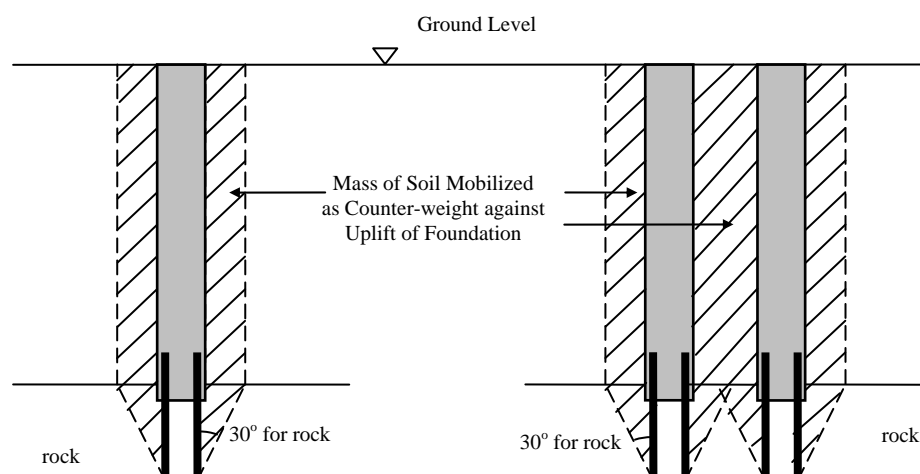 Ground Level
Mass of Soil Mobilized
as Counter-weight against
Uplift of Foundation
30° for rock
30° for rock
rock
rock